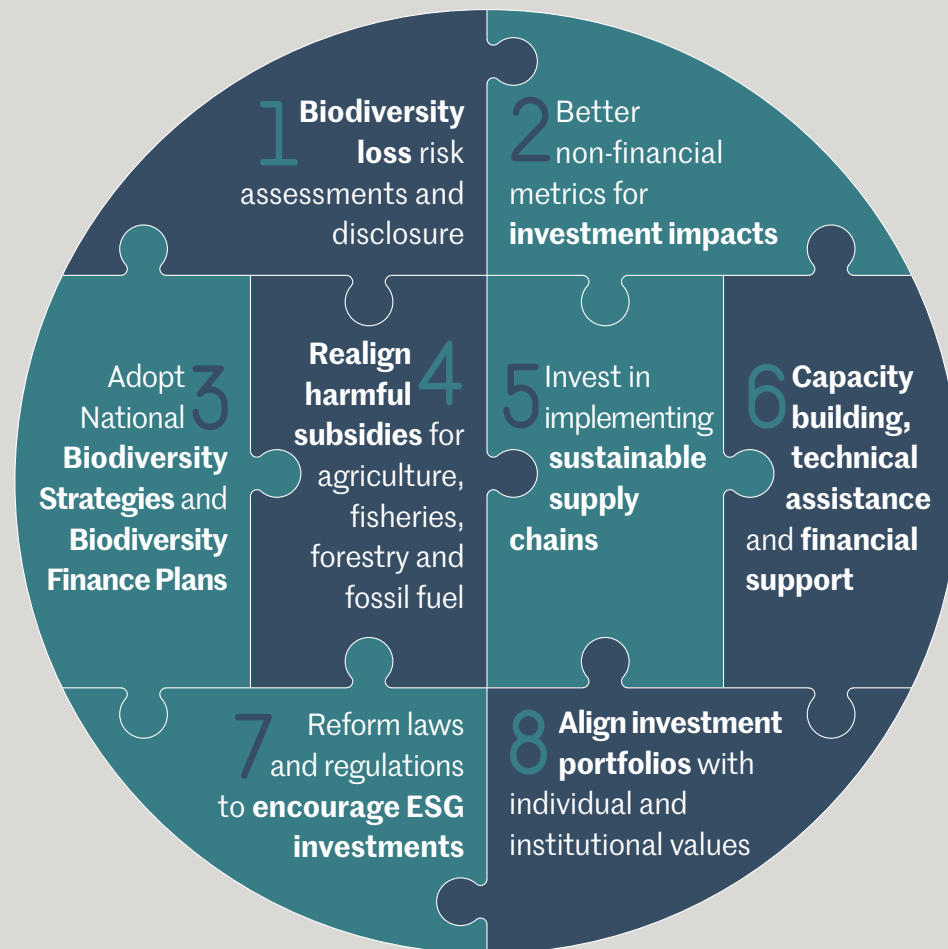 1 Biodiversity
loss risk
assessments and
disclosure
2 Better
non-financial
metrics for
investment impacts
Adopt 3
National
Biodiversity
Strategies and
Biodiversity
Finance Plans
Realign 4
harmful
subsidies for
agriculture,
fisheries,
forestry and
fossil fuel
5 Invest in
implementing
sustainable
supply
chains
6 Capacity
building,
technical
assistance
and financial
support
7 Reform laws
and regulations
to encourage ESG
investments
8 Align investment
portfolios with
individual and
institutional values